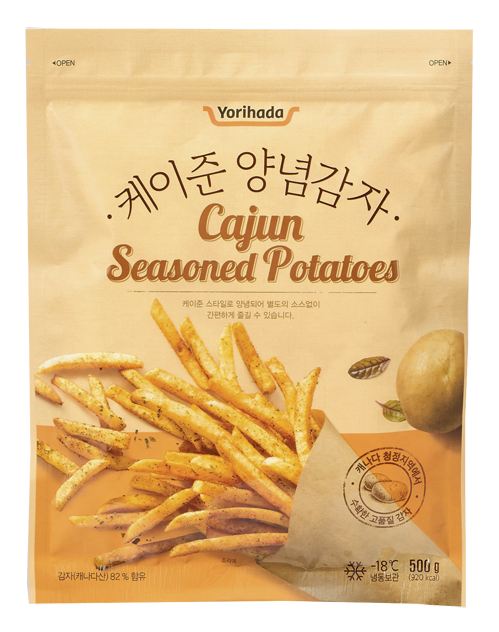 ◂OPEN
OPEN▸
Yorihada
·케이준 양념감자·
Cajun
Seasoned Potatoes
케이준 스타일로 양념되어 별도의 소스없이
간편하게 즐길 수 있습니다.
캐나다 청정지역에서
수확한 고품질 감자
감자(캐나다산) 82 % 함유
-18℃
냉동보관
500 g
(920 kcal)